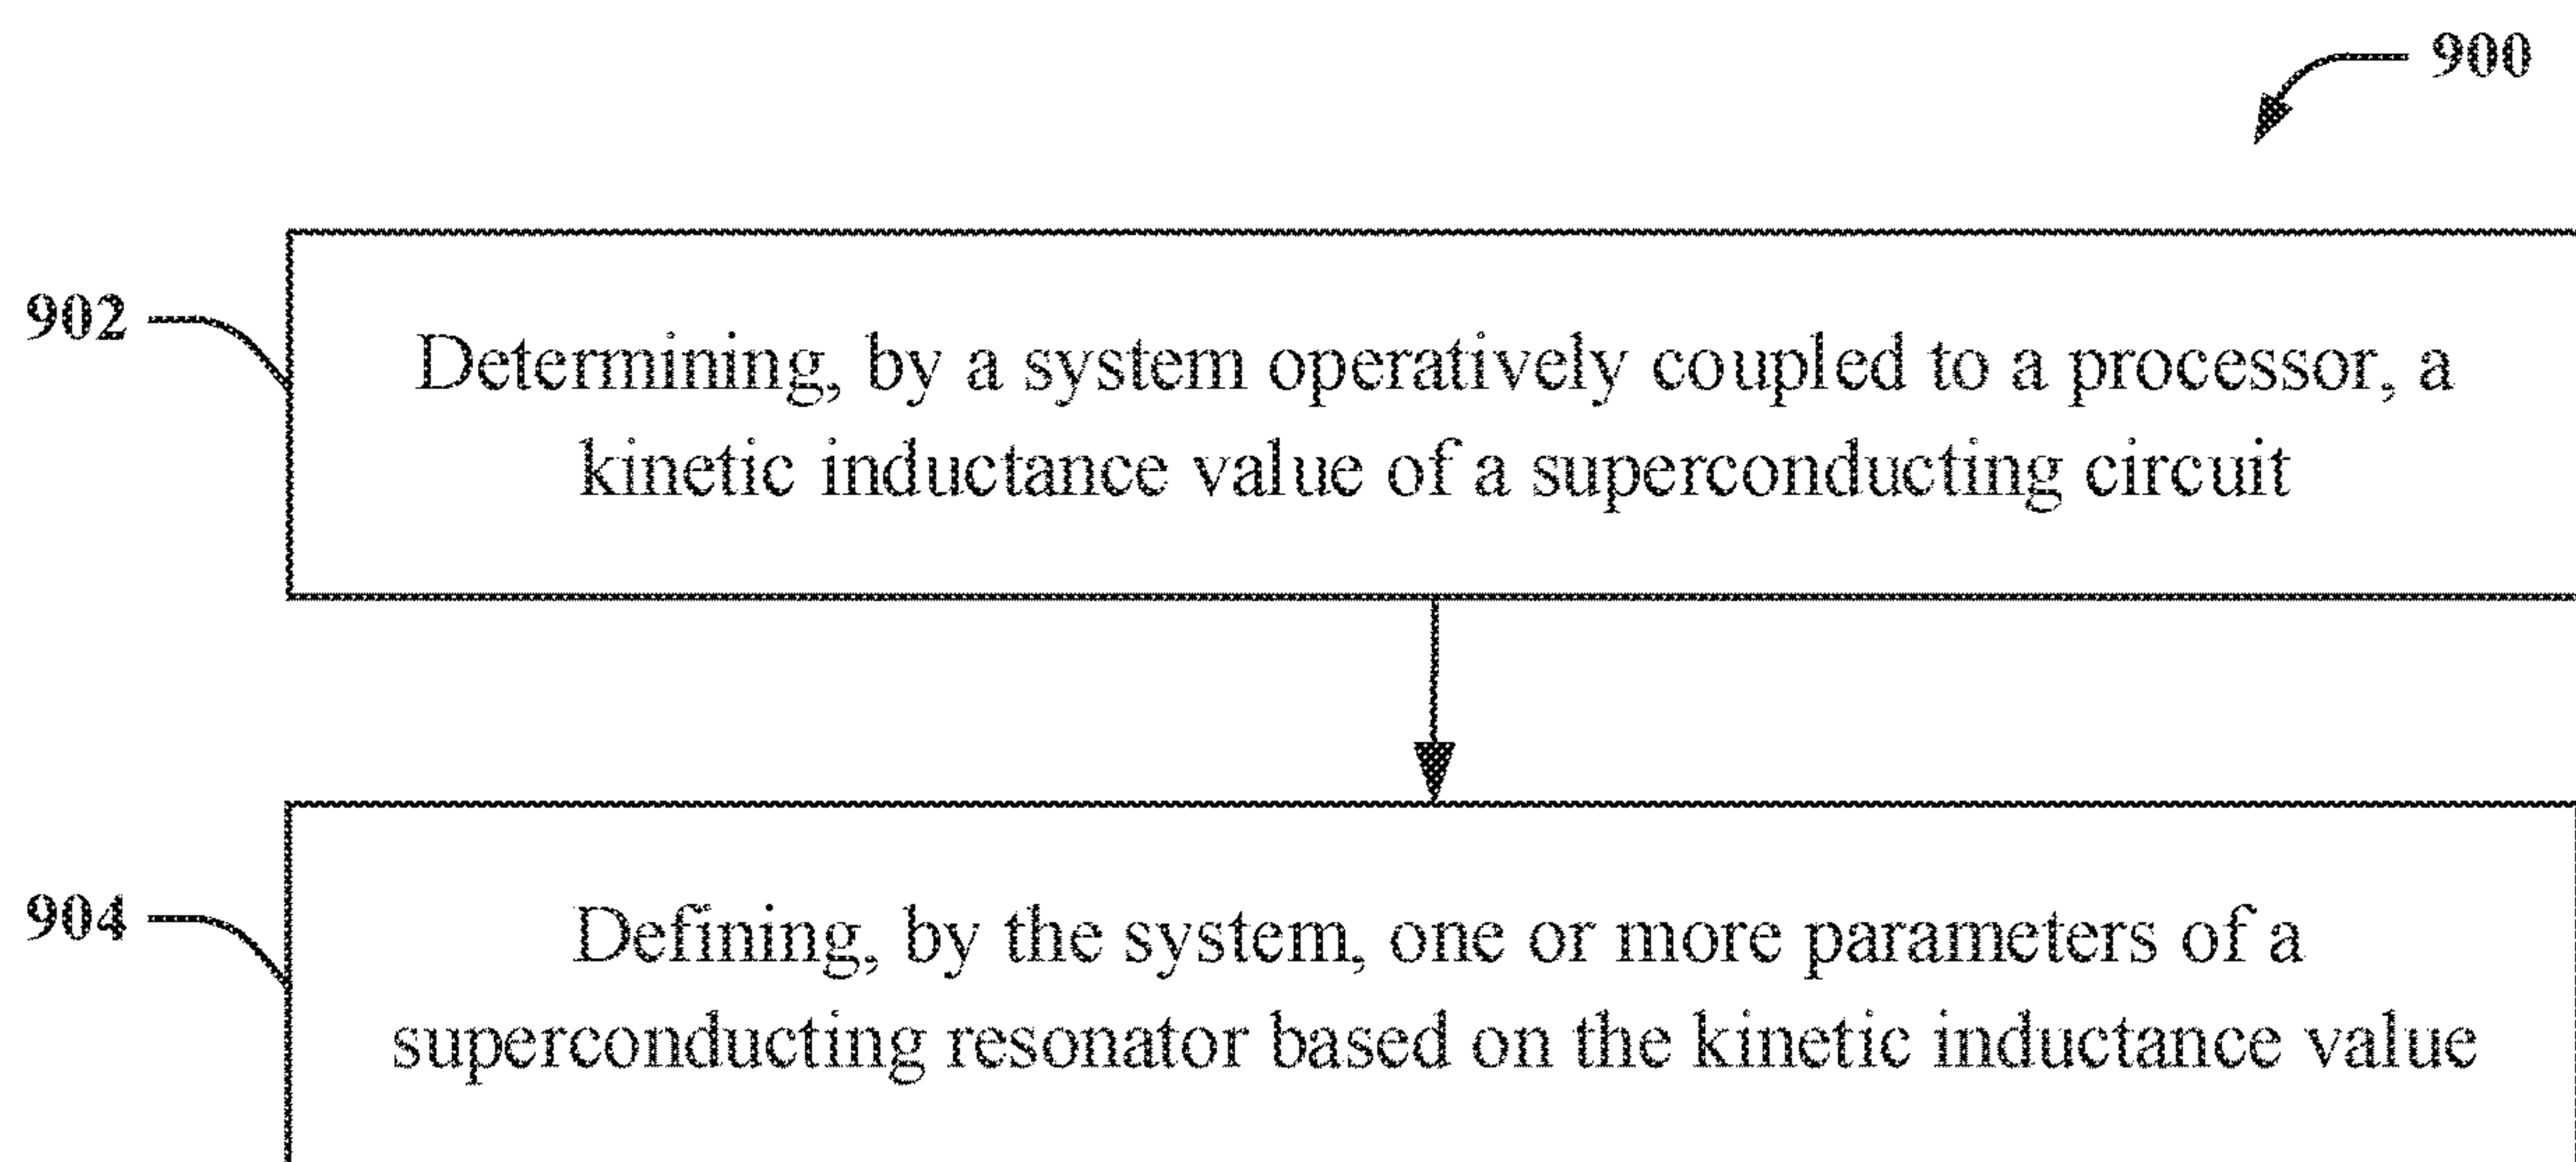 900
902
Determining, by a system operatively coupled to a processor, a
kinetic inductance value of a superconducting circuit
904
Defining, by the system, one or more parameters of a
superconducting resonator based on the kinetic inductance value